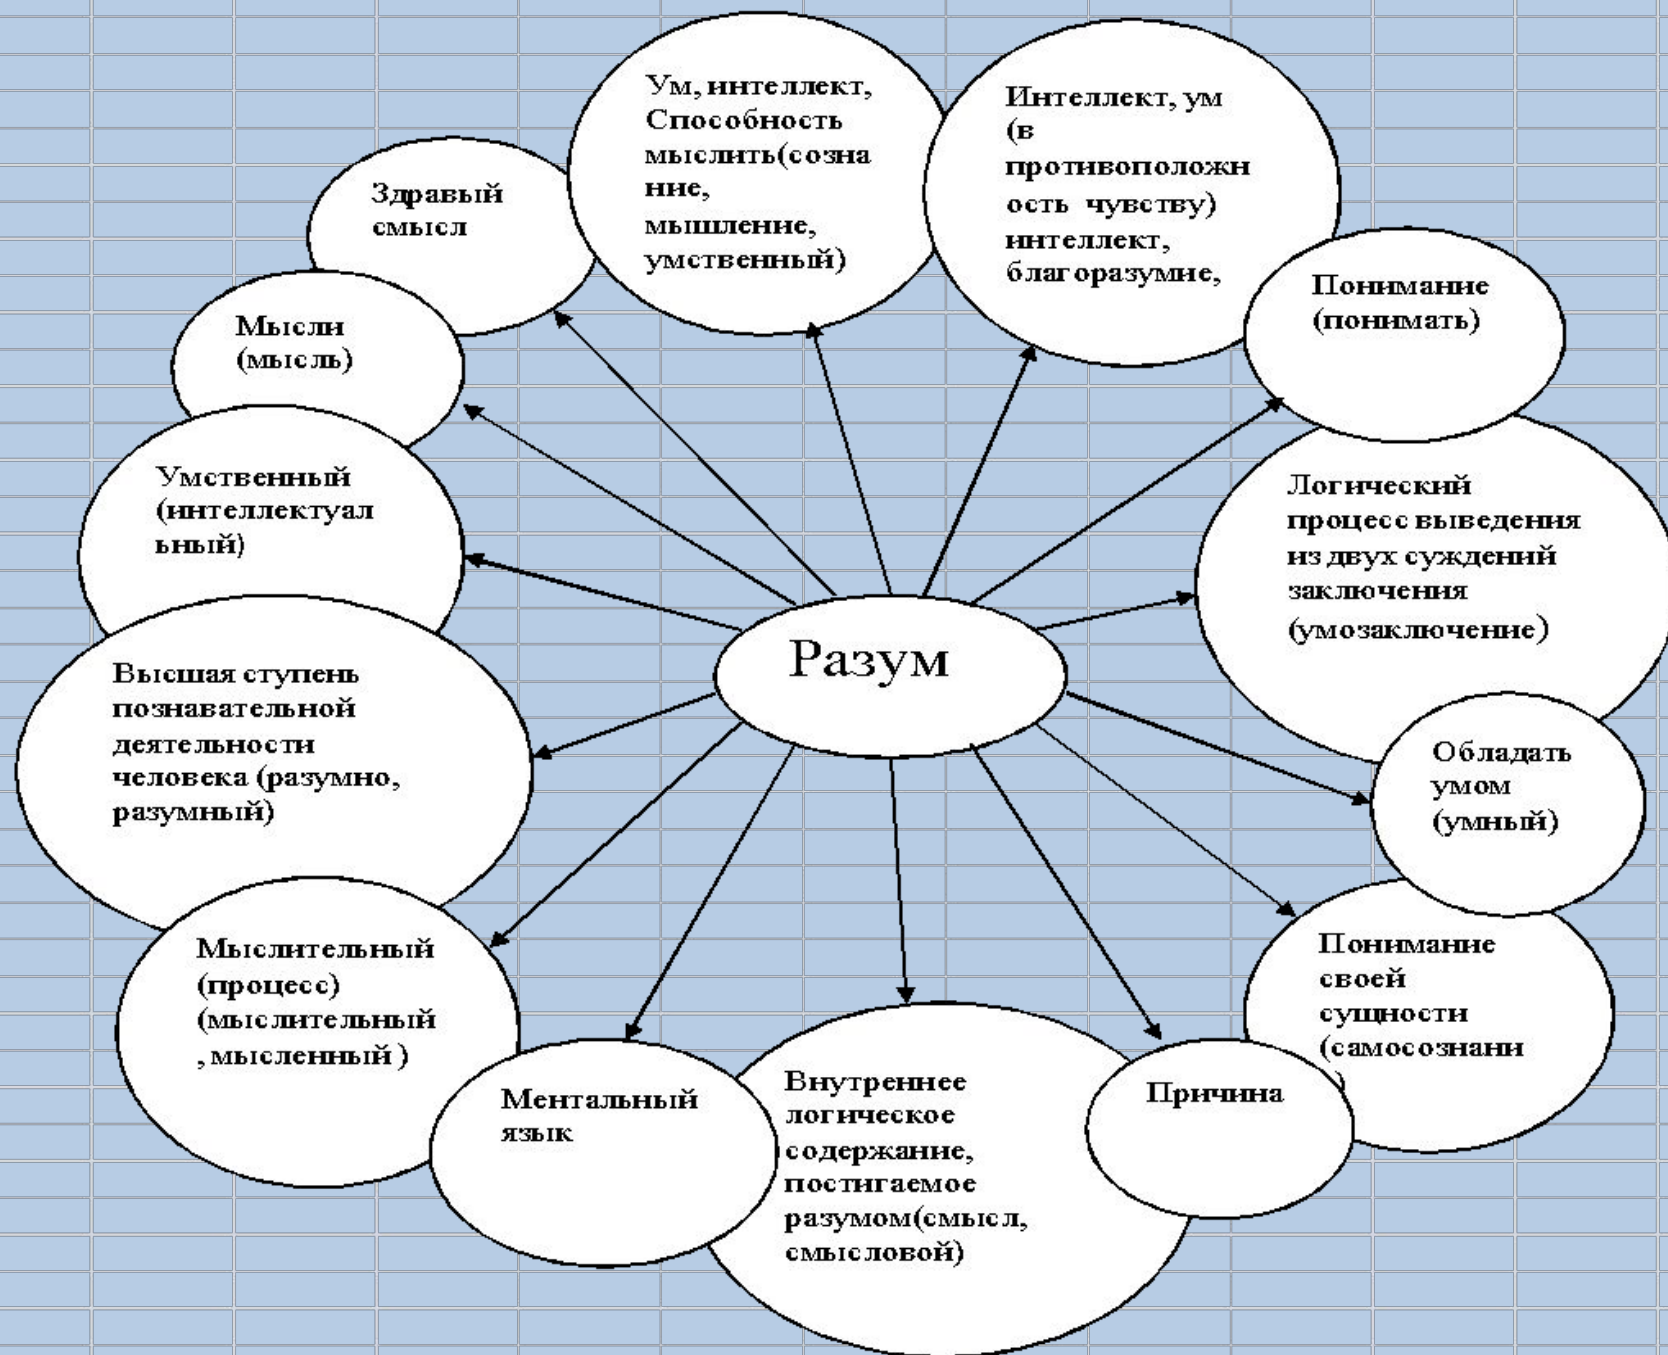 Ум, интеллект,
Способность
мыслить(созна
ние,
мышление,
умственный)
Интеллект, ум
(в
противоположн
ость чувству)
интеллект,
благоразумие,
Понимание
(понимать)
Логический
процесс выведения
из двух суждений
заключения
(умозаключение)
Обладать
умом
(умный)
Понимание
своей
сущности
(самосознани
)
Причина
Внутреннее
логическое
содержание,
постигаемое
разумом(смысл,
смысловой)
Ментальный
язык
Мыслительный
(процесс)
(мыслительный
,мысленный )
Высшая ступень
познавательной
деятельности
человека (разумно,
разумный)
Умственный
(интеллектуал
ьный)
Мысли
(мысль)
Здравый
смысл
Разум